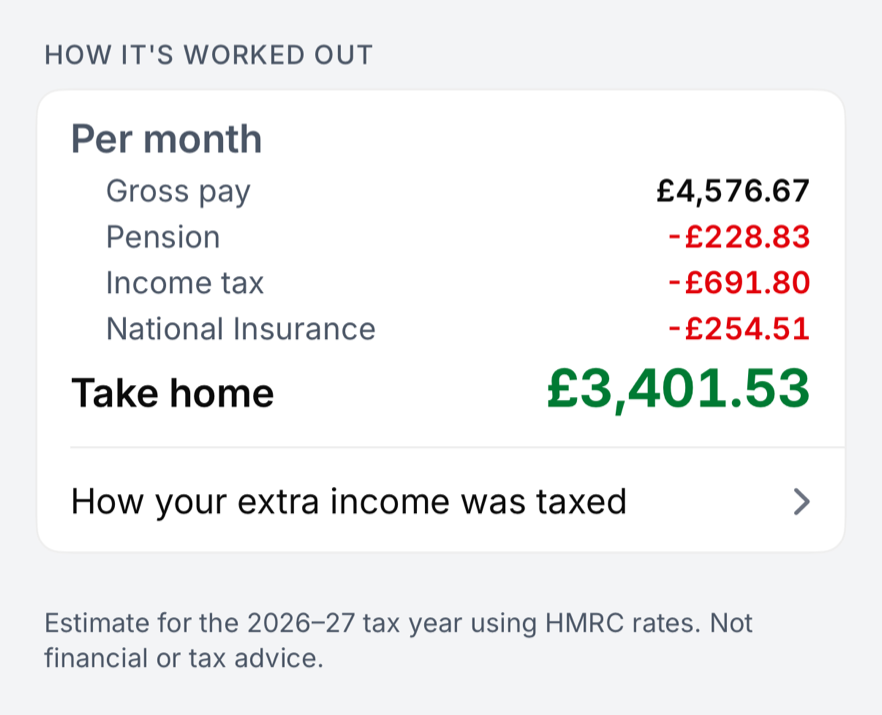 HOW IT'S WORKED OUT
Per month
Gross pay £4,576.67
Pension -£228.83
Income tax -£691.80
National Insurance -£254.51
Take home £3,401.53
How your extra income was taxed
Estimate for the 2026–27 tax year using HMRC rates. Not
financial or tax advice.